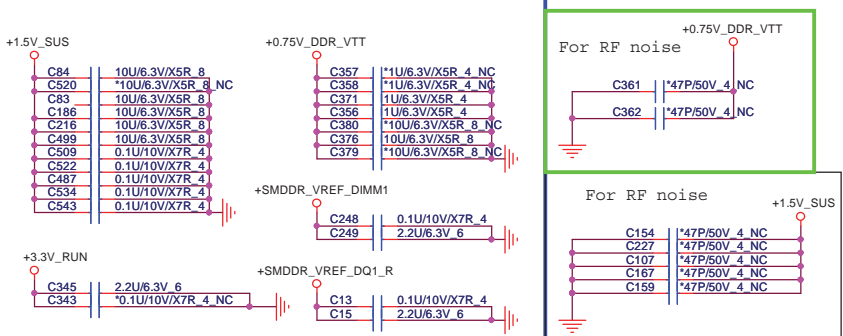 +1.5V_SUS
C84 10U/6.3V/X5R_8
C520 *10U/6.3V/X5R_8_NC
C83 10U/6.3V/X5R_8
C186 10U/6.3V/X5R_8
C216 10U/6.3V/X5R_8
C499 10U/6.3V/X5R_8
C509 0.1U/10V/X7R_4
C522 0.1U/10V/X7R_4
C487 0.1U/10V/X7R_4
C534 0.1U/10V/X7R_4
C543 0.1U/10V/X7R_4
+3.3V_RUN
C345 2.2U/6.3V_6
C343 *0.1U/10V/X7R_4_NC
+0.75V_DDR_VTT
C357 *1U/6.3V/X5R_4_NC
C358 *1U/6.3V/X5R_4_NC
C371 1U/6.3V/X5R_4
C356 1U/6.3V/X5R_4
C380 *10U/6.3V/X5R_8_NC
C376 10U/6.3V/X5R_8
C379 *10U/6.3V/X5R_8_NC
+SMDDR_VREF_DIMM1
C248 0.1U/10V/X7R_4
C249 2.2U/6.3V_6
+SMDDR_VREF_DQ1_R
C13 0.1U/10V/X7R_4
C15 2.2U/6.3V_6
+0.75V_DDR_VTT
For RF noise
C361 *47P/50V_4_NC
C362 *47P/50V_4_NC
For RF noise
+1.5V_SUS
C154 *47P/50V_4_NC
C227 *47P/50V_4_NC
C107 *47P/50V_4_NC
C167 *47P/50V_4_NC
C159 *47P/50V_4_NC